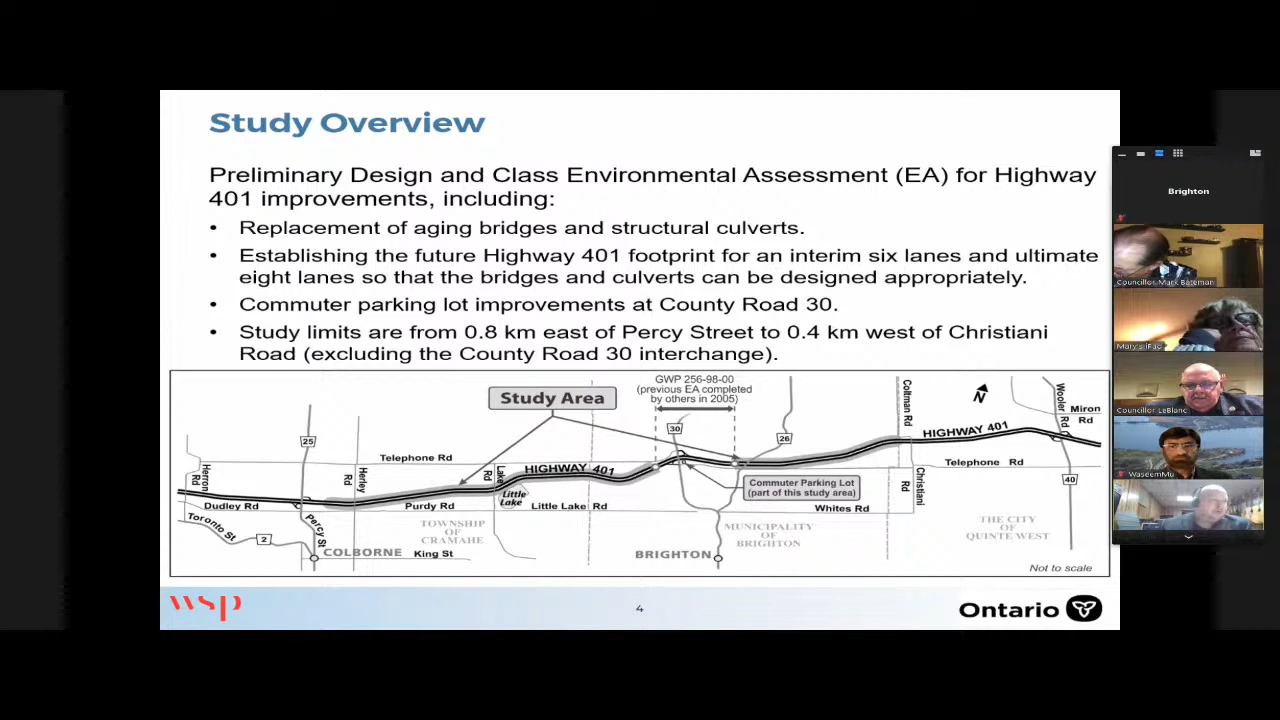 Study Overview
Preliminary Design and Class Environmental Assessment (EA) for Highway
401 improvements, including:
• Replacement of aging bridges and structural culverts.
• Establishing the future Highway 401 footprint for an interim six lanes and ultimate
eight lanes so that the bridges and culverts can be designed appropriately.
• Commuter parking lot improvements at County Road 30.
• Study limits are from 0.8 km east of Percy Street to 0.4 km west of Christiani
Road (excluding the County Road 30 interchange).
GWP 256-98-00
(previous EA completed
by others in 2005)
Study Area
N
Coltman Rd
Wooler Rd
Miron
Rd
30
26
25
HIGHWAY 401
Telephone Rd
HIGHWAY 401
Telephone Rd
Herron Rd
Herley Rd
Lake Rd
Christiani Rd
40
Commuter Parking Lot
(part of this study area)
Little
Lake
Dudley Rd
Purdy Rd
Little Lake Rd
Whites Rd
Toronto St
Percy St
2
TOWNSHIP
OF
CRAMAHE
MUNICIPALITY
OF
BRIGHTON
THE CITY
OF
QUINTE WEST
COLBORNE
King St
BRIGHTON
Not to scale
wsp
4
Ontario
Brighton
Councillor Mark Bateman
Mary's iPad
Councillor LeBlanc
WaseemMu